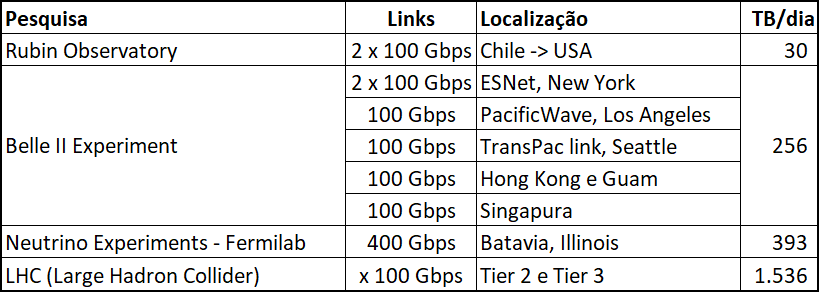 Pesquisa Links Localização TB/dia
Rubin Observatory 2 x 100 Gbps Chile -> USA 30
2 x 100 Gbps ESNet, New York
100 Gbps PacificWave, Los Angeles
Belle II Experiment 100 Gbps TransPac link, Seattle 256
100 Gbps Hong Kong e Guam
100 Gbps Singapura
Neutrino Experiments - Fermilab 400 Gbps Batavia, Illinois 393
LHC (Large Hadron Collider) x 100 Gbps Tier 2 e Tier 3 1.536